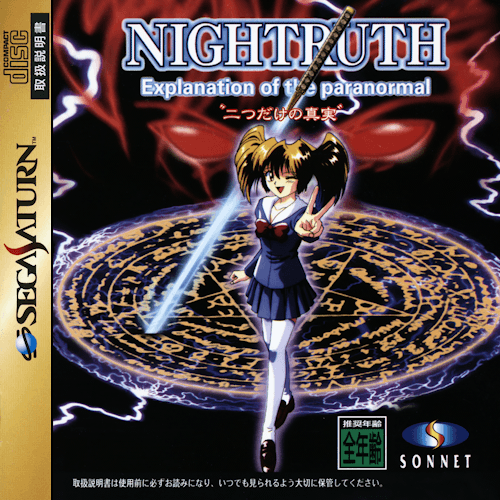 COMPACT
disc
取扱説明書
SEGA SATURN™
NIGHTRUTH
Explanation of the paranormal
"二つだけの真実"
推奨年齢
全年齢
SONNET
取扱説明書は使用前に必ずお読みになり、いつでも見られるよう大切に保管してください。